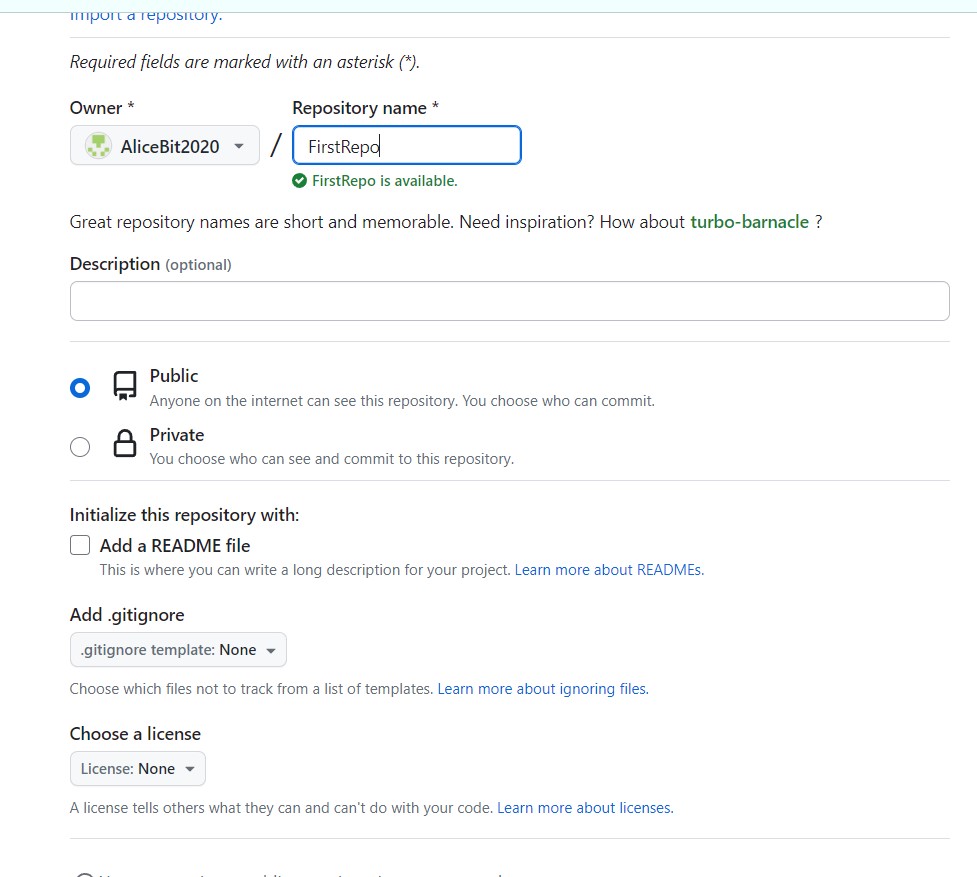 Import a repository.
Required fields are marked with an asterisk (*).
Owner * Repository name *
AliceBit2020 / FirstRepo
FirstRepo is available.
Great repository names are short and memorable. Need inspiration? How about turbo-barnacle ?
Description (optional)
Public
Anyone on the internet can see this repository. You choose who can commit.
Private
You choose who can see and commit to this repository.
Initialize this repository with:
Add a README file
This is where you can write a long description for your project. Learn more about READMEs.
Add .gitignore
.gitignore template: None
Choose which files not to track from a list of templates. Learn more about ignoring files.
Choose a license
License: None
A license tells others what they can and can't do with your code. Learn more about licenses.